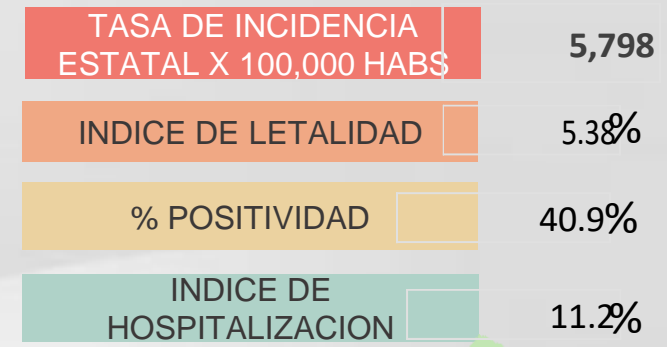 TASA DE INCIDENCIA
ESTATAL X 100,000 HABS
5,798
INDICE DE LETALIDAD
5.38%
% POSITIVIDAD
40.9%
INDICE DE
HOSPITALIZACION
11.2%